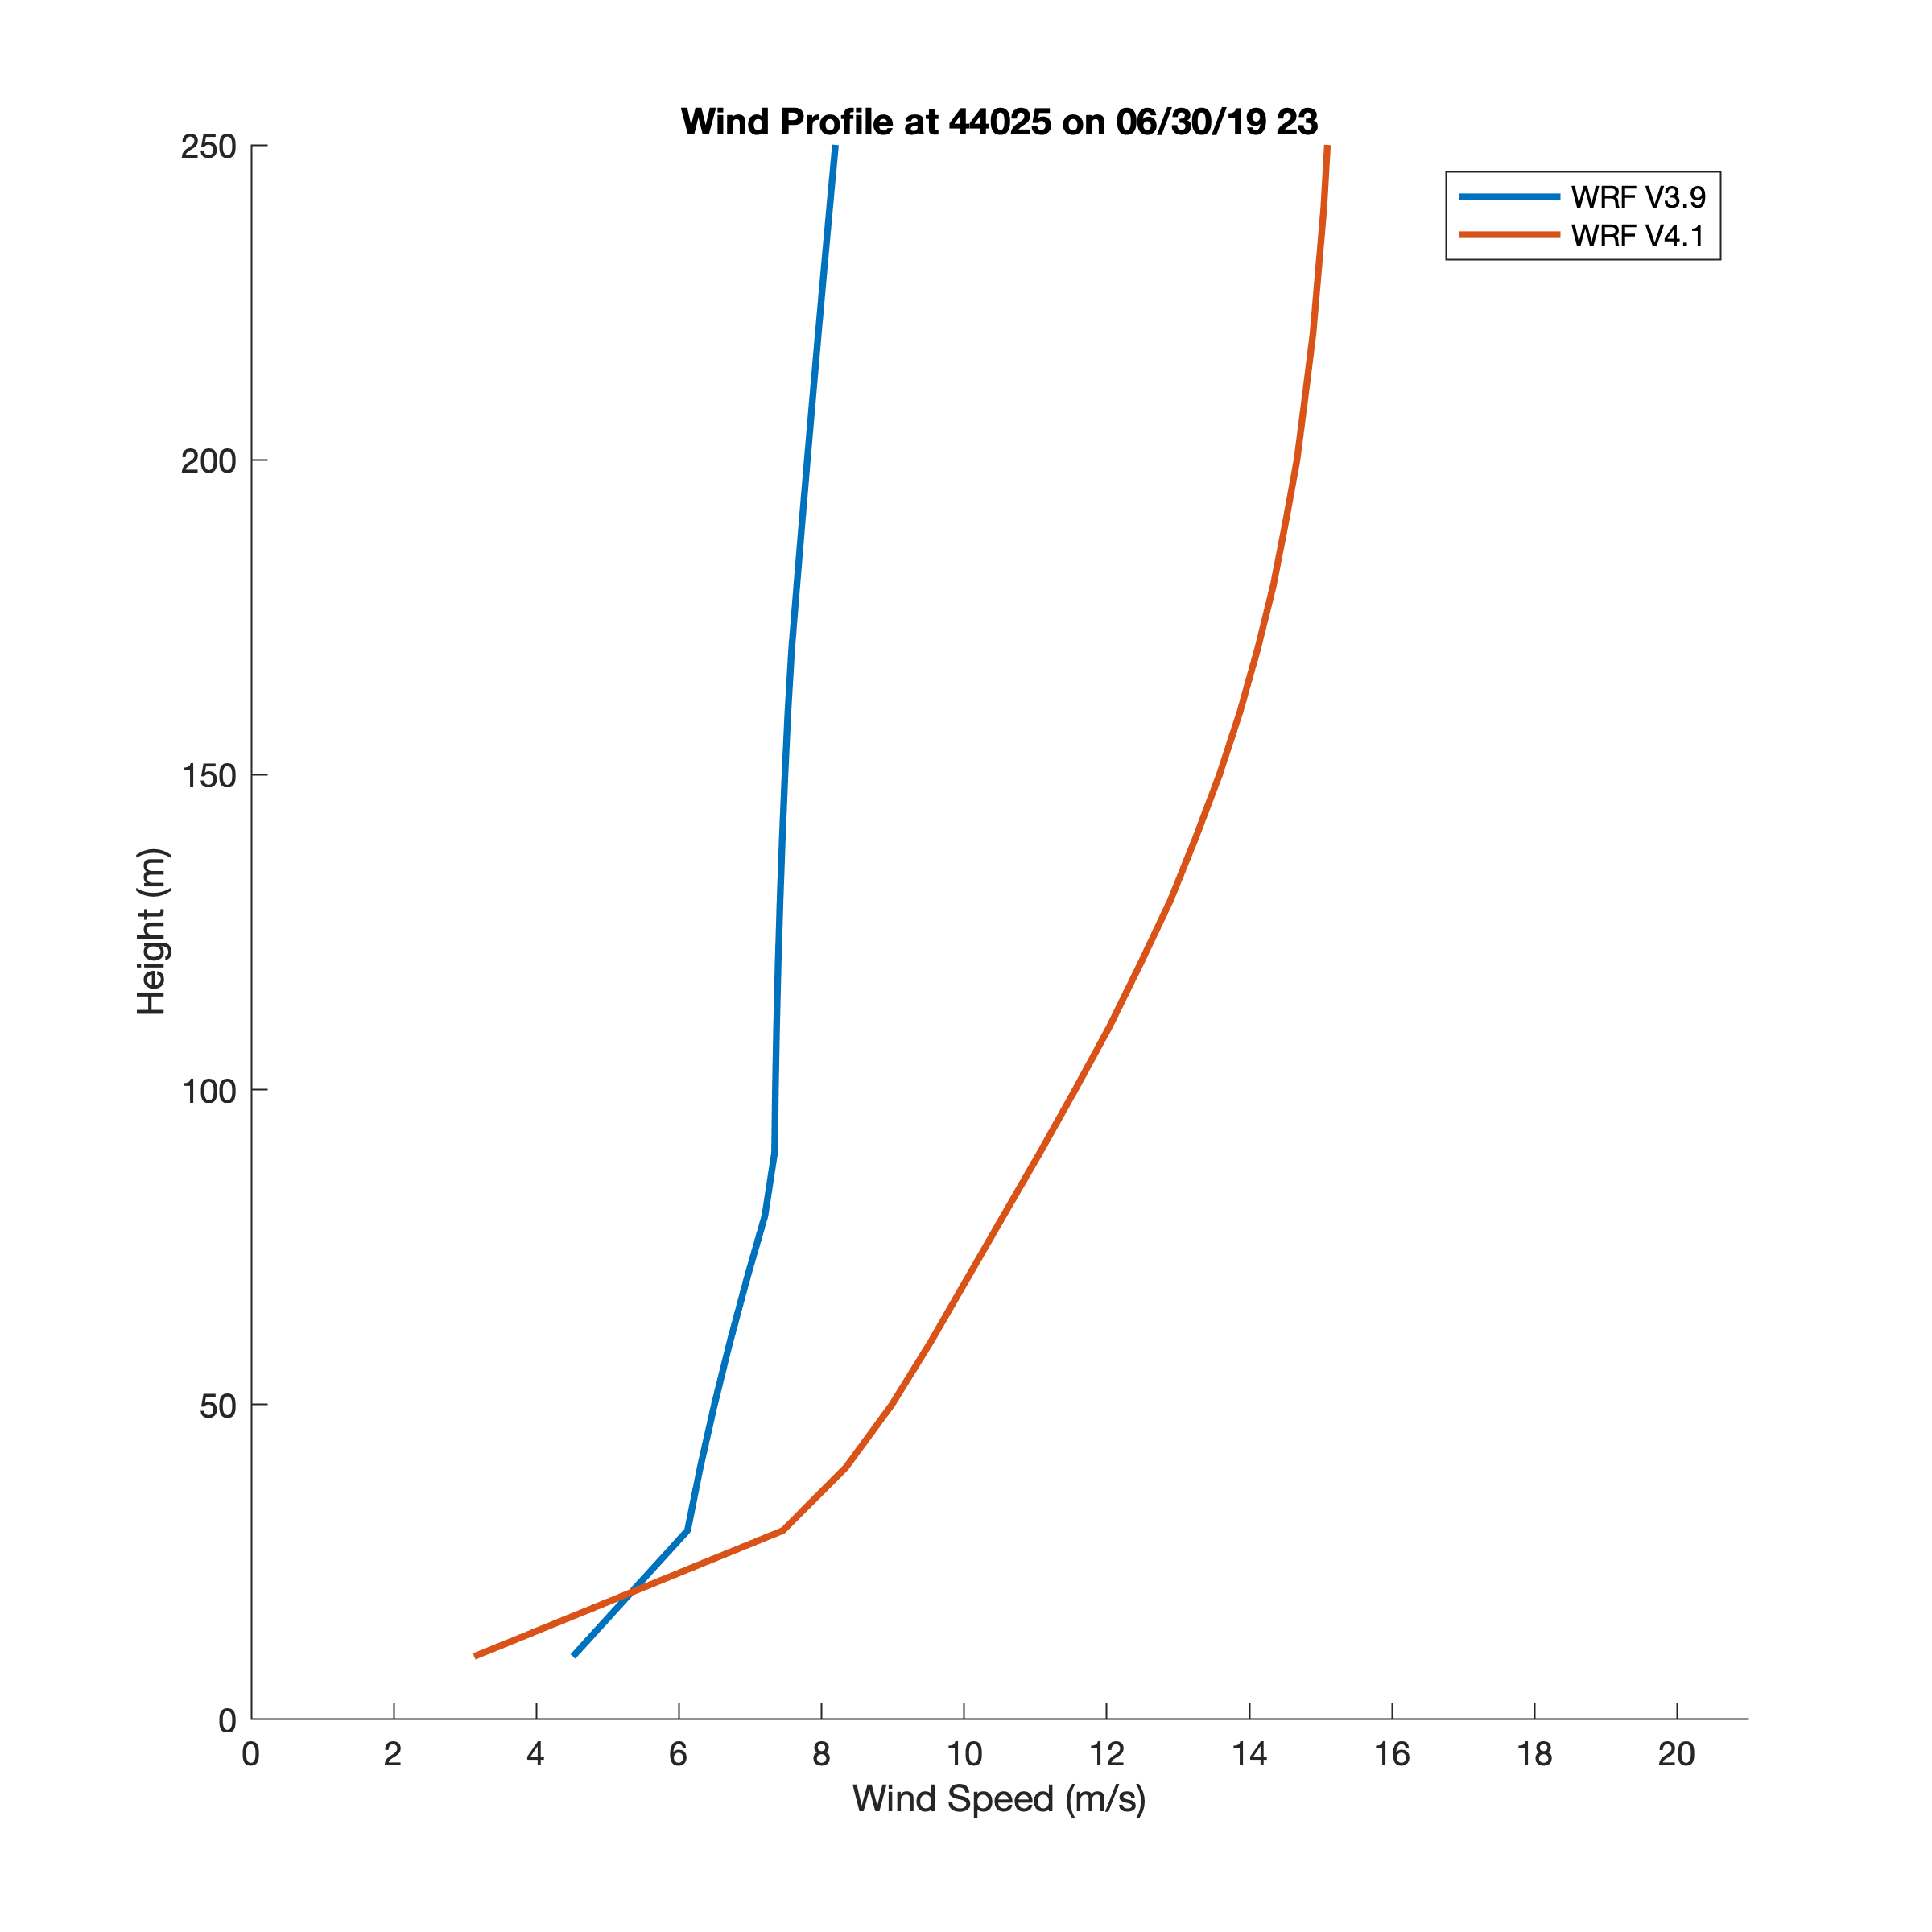 Wind Profile at 44025 on 06/30/19 23
WRF V3.9
WRF V4.1
250
200
150
100
50
0
Height (m)
0 2 4 6 8 10 12 14 16 18 20
Wind Speed (m/s)